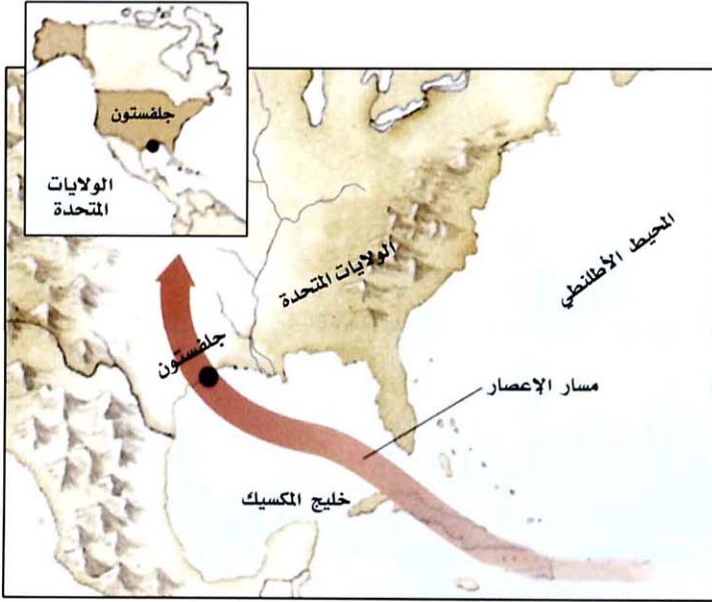 جلفستون
الولايات
المتحدة
المحيط الأطلنطي
الولايات المتحدة
جلفستون
مسار الإعصار
خليج المكسيك